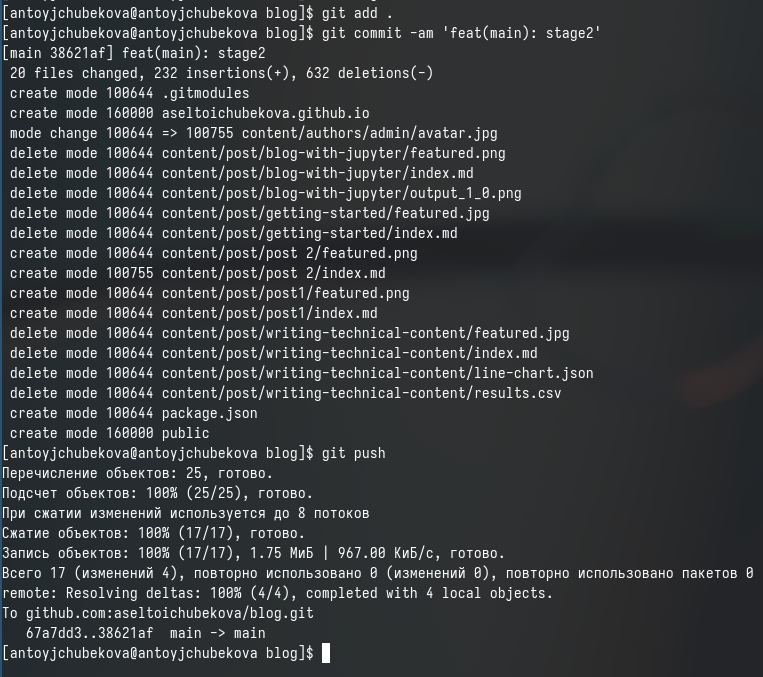 [antoyjchubekova@antoyjchubekova blog]$ git add .
[antoyjchubekova@antoyjchubekova blog]$ git commit -am 'feat(main): stage2'
[main 38621af] feat(main): stage2
 20 files changed, 232 insertions(+), 632 deletions(-)
 create mode 100644 .gitmodules
 create mode 160000 aseltoichubekova.github.io
 mode change 100644 => 100755 content/authors/admin/avatar.jpg
 delete mode 100644 content/post/blog-with-jupyter/featured.png
 delete mode 100644 content/post/blog-with-jupyter/index.md
 delete mode 100644 content/post/blog-with-jupyter/output_1_0.png
 delete mode 100644 content/post/getting-started/featured.jpg
 delete mode 100644 content/post/getting-started/index.md
 create mode 100644 content/post/post 2/featured.png
 create mode 100755 content/post/post 2/index.md
 create mode 100644 content/post/post1/featured.png
 create mode 100644 content/post/post1/index.md
 delete mode 100644 content/post/writing-technical-content/featured.jpg
 delete mode 100644 content/post/writing-technical-content/index.md
 delete mode 100644 content/post/writing-technical-content/line-chart.json
 delete mode 100644 content/post/writing-technical-content/results.csv
 create mode 100644 package.json
 create mode 160000 public
[antoyjchubekova@antoyjchubekova blog]$ git push
Перечисление объектов: 25, готово.
Подсчет объектов: 100% (25/25), готово.
При сжатии изменений используется до 8 потоков
Сжатие объектов: 100% (17/17), готово.
Запись объектов: 100% (17/17), 1.75 МиБ | 967.00 КиБ/с, готово.
Всего 17 (изменений 4), повторно использовано 0 (изменений 0), повторно использовано пакетов 0
remote: Resolving deltas: 100% (4/4), completed with 4 local objects.
To github.com:aseltoichubekova/blog.git
   67a7dd3..38621af  main -> main
[antoyjchubekova@antoyjchubekova blog]$